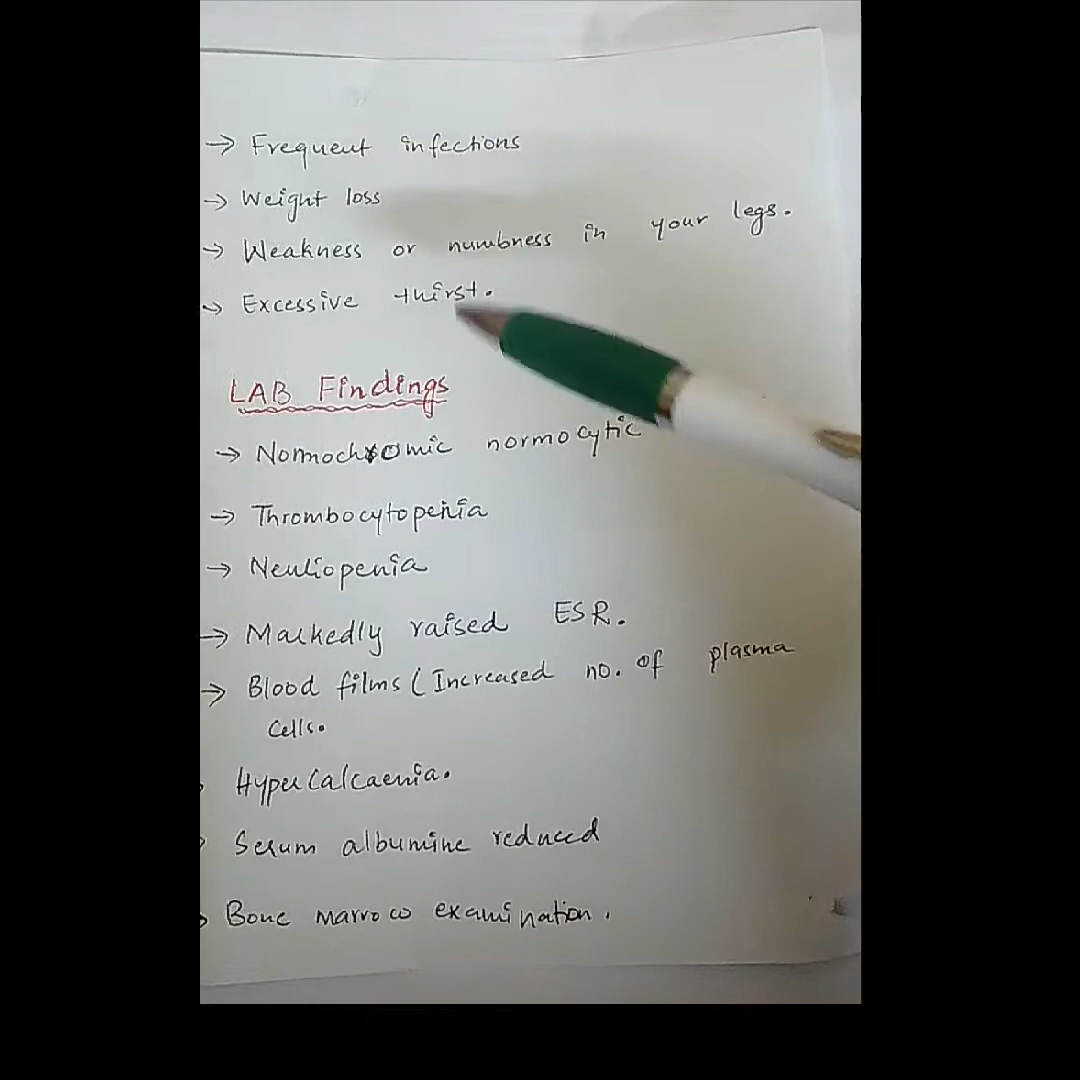 → Frequent infections
→ Weight loss
→ Weakness or numbness in your legs.
→ Excessive thirst.
LAB Findings
→ Nomochromic normocytic
→ Thrombocytopenia
→ Neutropenia
→ Markedly raised ESR.
→ Blood films (Increased no. of plasma
cells.
Hypercalcaemia.
Serum albumine reduced
Bone marrow examination.